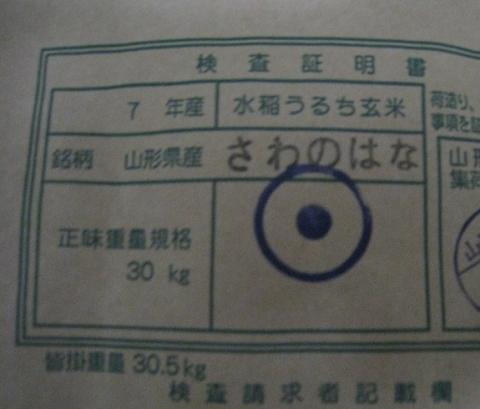 検査証明書
7 年産 水稲うるち玄米
銘柄 山形県産 さわのはな
正味重量規格
30 kg
皆掛重量 30.5kg
検査請求者記載欄
荷造り、
事項を証
山形
集荷
山